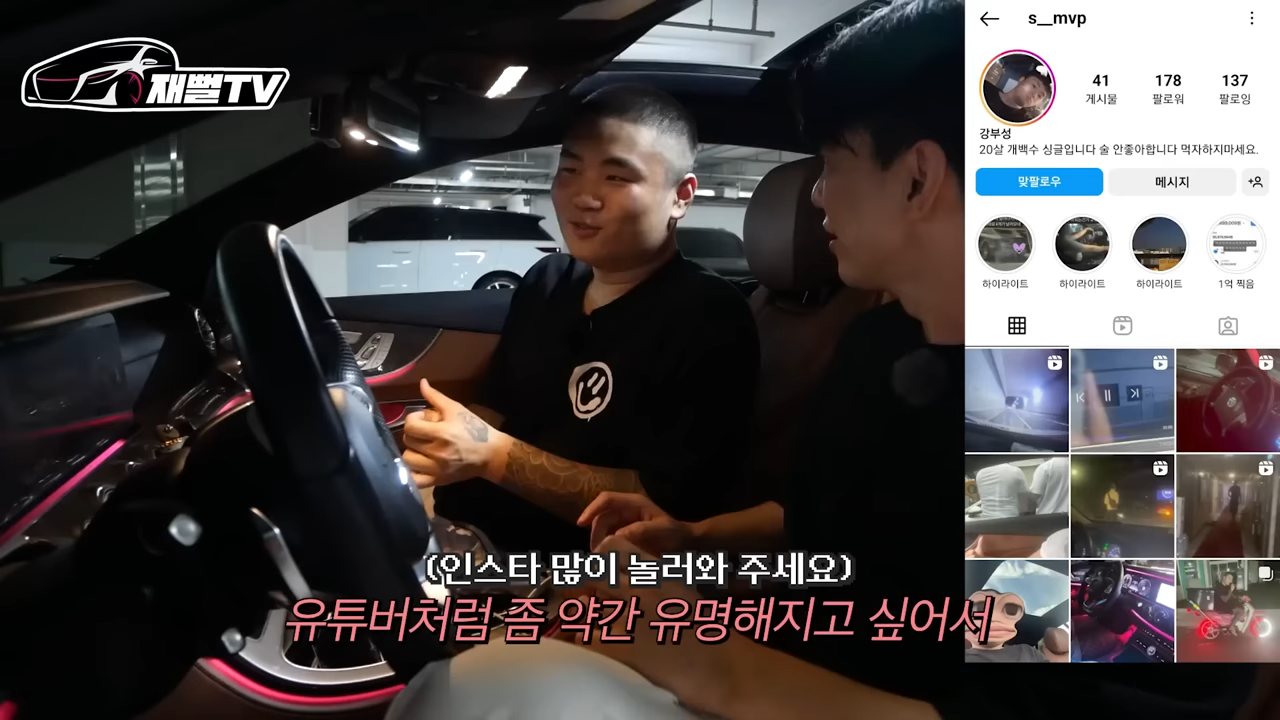 재뻘TV
s__mvp
41 178 137
게시물 팔로워 팔로잉
강부성
20살 개백수 싱글입니다 술 안좋아합니다 먹자하지마세요.
맞팔로우 메시지
하이라이트 하이라이트 하이라이트 1억 찍음
(인스타 많이 놀러와 주세요)
유튜버처럼 좀 약간 유명해지고 싶어서